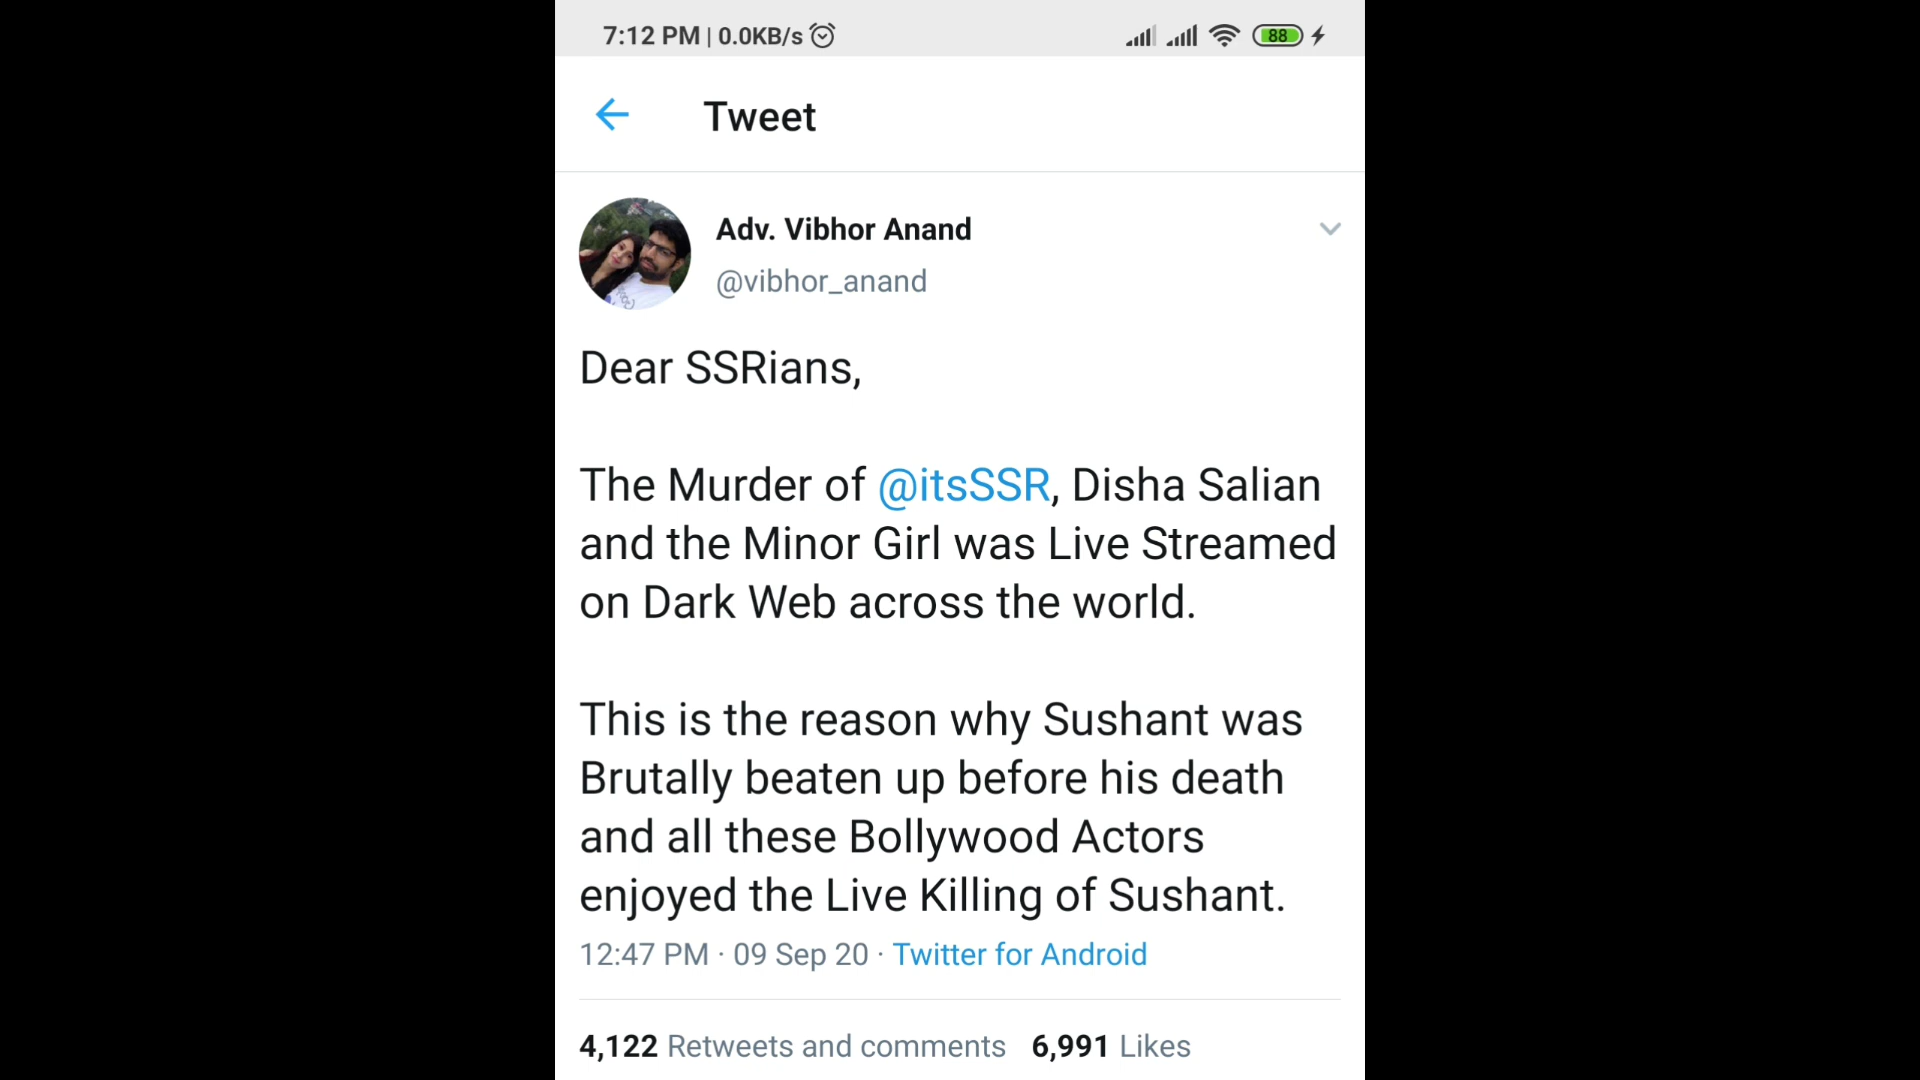 7:12 PM | 0.0KB/s
88
Tweet
Adv. Vibhor Anand
@vibhor_anand
Dear SSRians,
The Murder of @itsSSR, Disha Salian
and the Minor Girl was Live Streamed
on Dark Web across the world.
This is the reason why Sushant was
Brutally beaten up before his death
and all these Bollywood Actors
enjoyed the Live Killing of Sushant.
12:47 PM · 09 Sep 20 · Twitter for Android
4,122 Retweets and comments 6,991 Likes